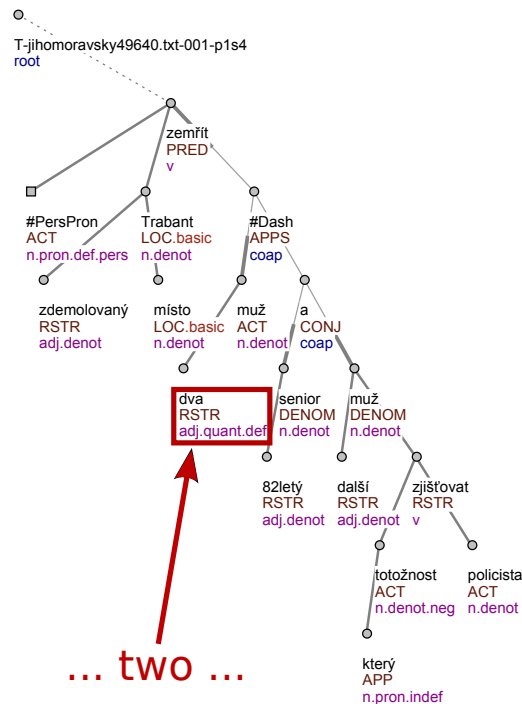 T-jihomoravsky49640.txt-001-p1s4
root
zemřít
PRED
v
#PersPron
ACT
n.pron.def.pers
Trabant
LOC.basic
n.denot
#Dash
APPS
coap
zdemolovaný
RSTR
adj.denot
místo
LOC.basic
n.denot
muž
ACT
n.denot
a
CONJ
coap
dva
RSTR
adj.quant.def
senior
DENOM
n.denot
muž
DENOM
n.denot
82letý
RSTR
adj.denot
další
RSTR
adj.denot
zjišťovat
RSTR
v
totožnost
ACT
n.denot.neg
policista
ACT
n.denot
který
APP
n.pron.indef
... two ...